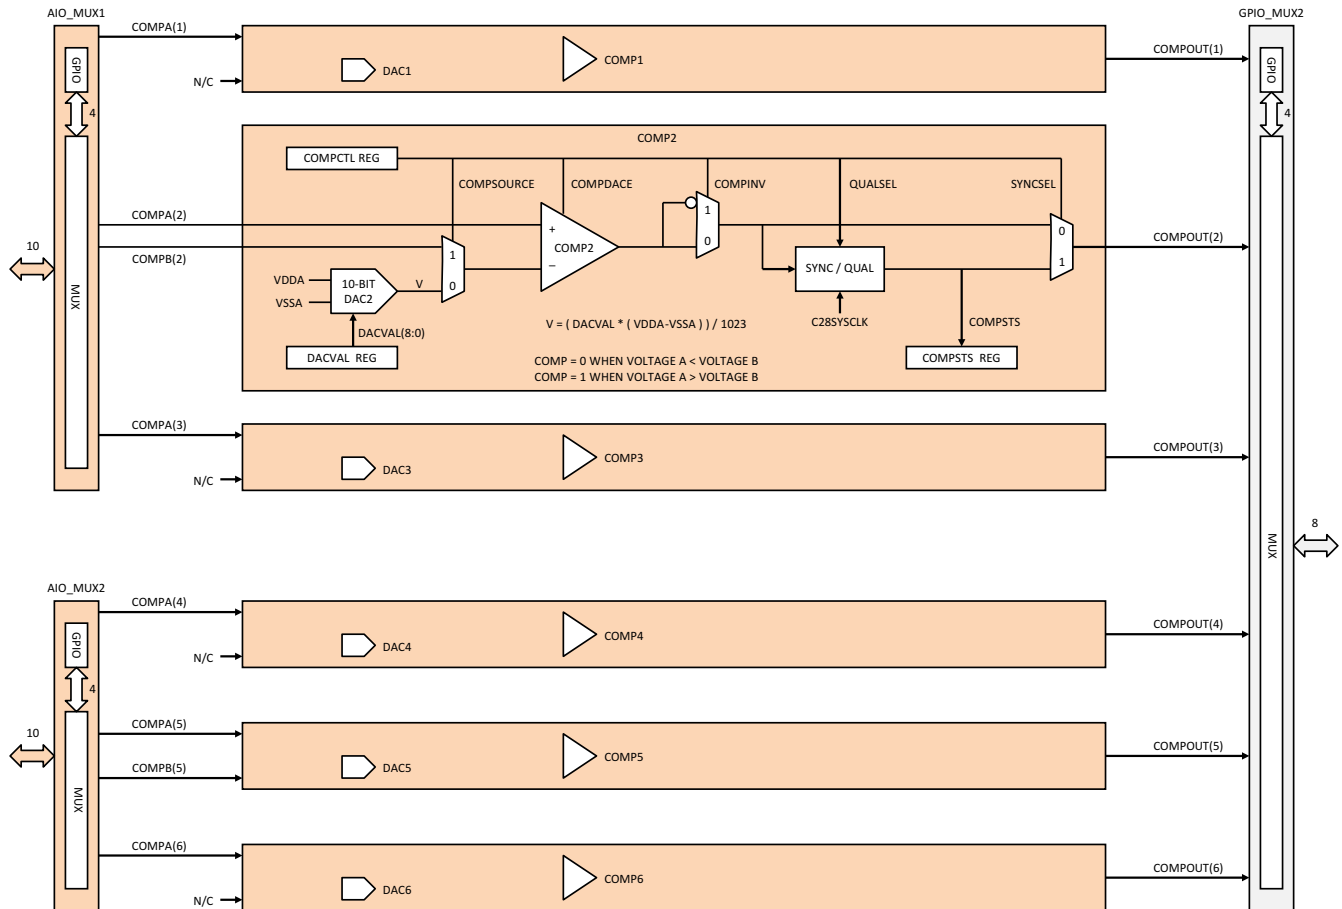 AIO_MUX1
GPIO_MUX2
COMPA(1)
GPIO
N/C
DAC1
COMP1
COMPOUT(1)
GPIO
4
4
COMP2
COMPCTL REG
COMPSOURCE
COMPDACE
COMPINV
QUALSEL
SYNCSEL
COMPA(2)
COMPB(2)
10
MUX
VDDA
VSSA
10-BIT
DAC2
V
1
0
+
COMP2
–
1
0
SYNC / QUAL
0
1
COMPOUT(2)
DACVAL(8:0)
DACVAL REG
V = ( DACVAL * ( VDDA-VSSA ) ) / 1023
C28SYSCLK
COMPSTS
COMPSTS REG
COMP = 0 WHEN VOLTAGE A < VOLTAGE B
COMP = 1 WHEN VOLTAGE A > VOLTAGE B
COMPA(3)
N/C
DAC3
COMP3
COMPOUT(3)
MUX
8
AIO_MUX2
COMPA(4)
GPIO
N/C
DAC4
COMP4
COMPOUT(4)
4
10
MUX
COMPA(5)
COMPB(5)
DAC5
COMP5
COMPOUT(5)
COMPA(6)
N/C
DAC6
COMP6
COMPOUT(6)